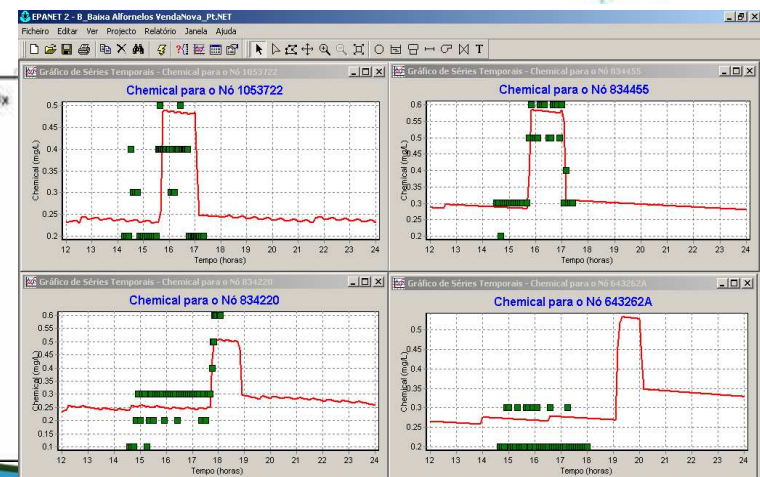 EPANET 2 - B_Baixa Alfornelos VendaNova_Pt.NET
Ficheiro Editar Ver Projecto Relatório Janela Ajuda
T
Gráfico de Séries Temporais - Chemical para o Nó 1053722
Chemical para o Nó 1053722
Chemical (mg/L)
0.5
0.45
0.4
0.35
0.3
0.25
0.2
12 13 14 15 16 17 18 19 20 21 22 23 24
Tempo (horas)
Gráfico de Séries Temporais - Chemical para o Nó 834455
Chemical para o Nó 834455
Chemical (mg/L)
0.6
0.55
0.5
0.45
0.4
0.35
0.3
0.25
0.2
12 13 14 15 16 17 18 19 20 21 22 23 24
Tempo (horas)
Gráfico de Séries Temporais - Chemical para o Nó 834220
Chemical para o Nó 834220
Chemical (mg/L)
0.6
0.55
0.5
0.45
0.4
0.35
0.3
0.25
0.2
0.15
0.1
12 13 14 15 16 17 18 19 20 21 22 23 24
Tempo (horas)
Gráfico de Séries Temporais - Chemical para o Nó 643262A
Chemical para o Nó 643262A
Chemical (mg/L)
0.5
0.45
0.4
0.35
0.3
0.25
0.2
12 13 14 15 16 17 18 19 20 21 22 23 24
Tempo (horas)